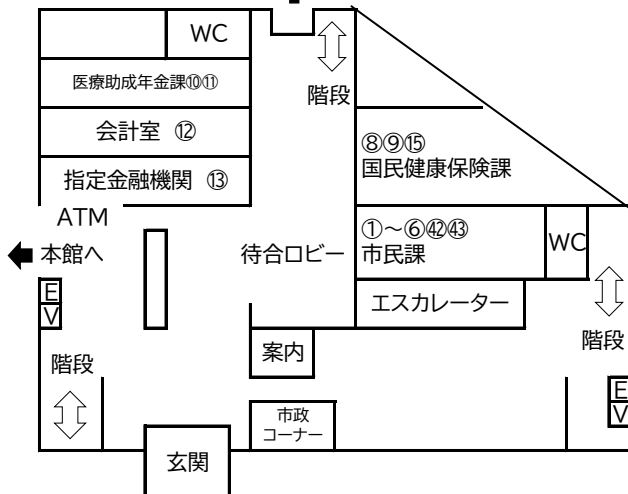 WC
医療助成年金課⑩⑪
会計室 ⑫
指定金融機関 ⑬
ATM
本館へ
EV
階段
階段
待合ロビー
⑧⑨⑮
国民健康保険課
①～⑥㊷㊸
市民課
WC
エスカレーター
階段
EV
案内
市政
コーナー
玄関